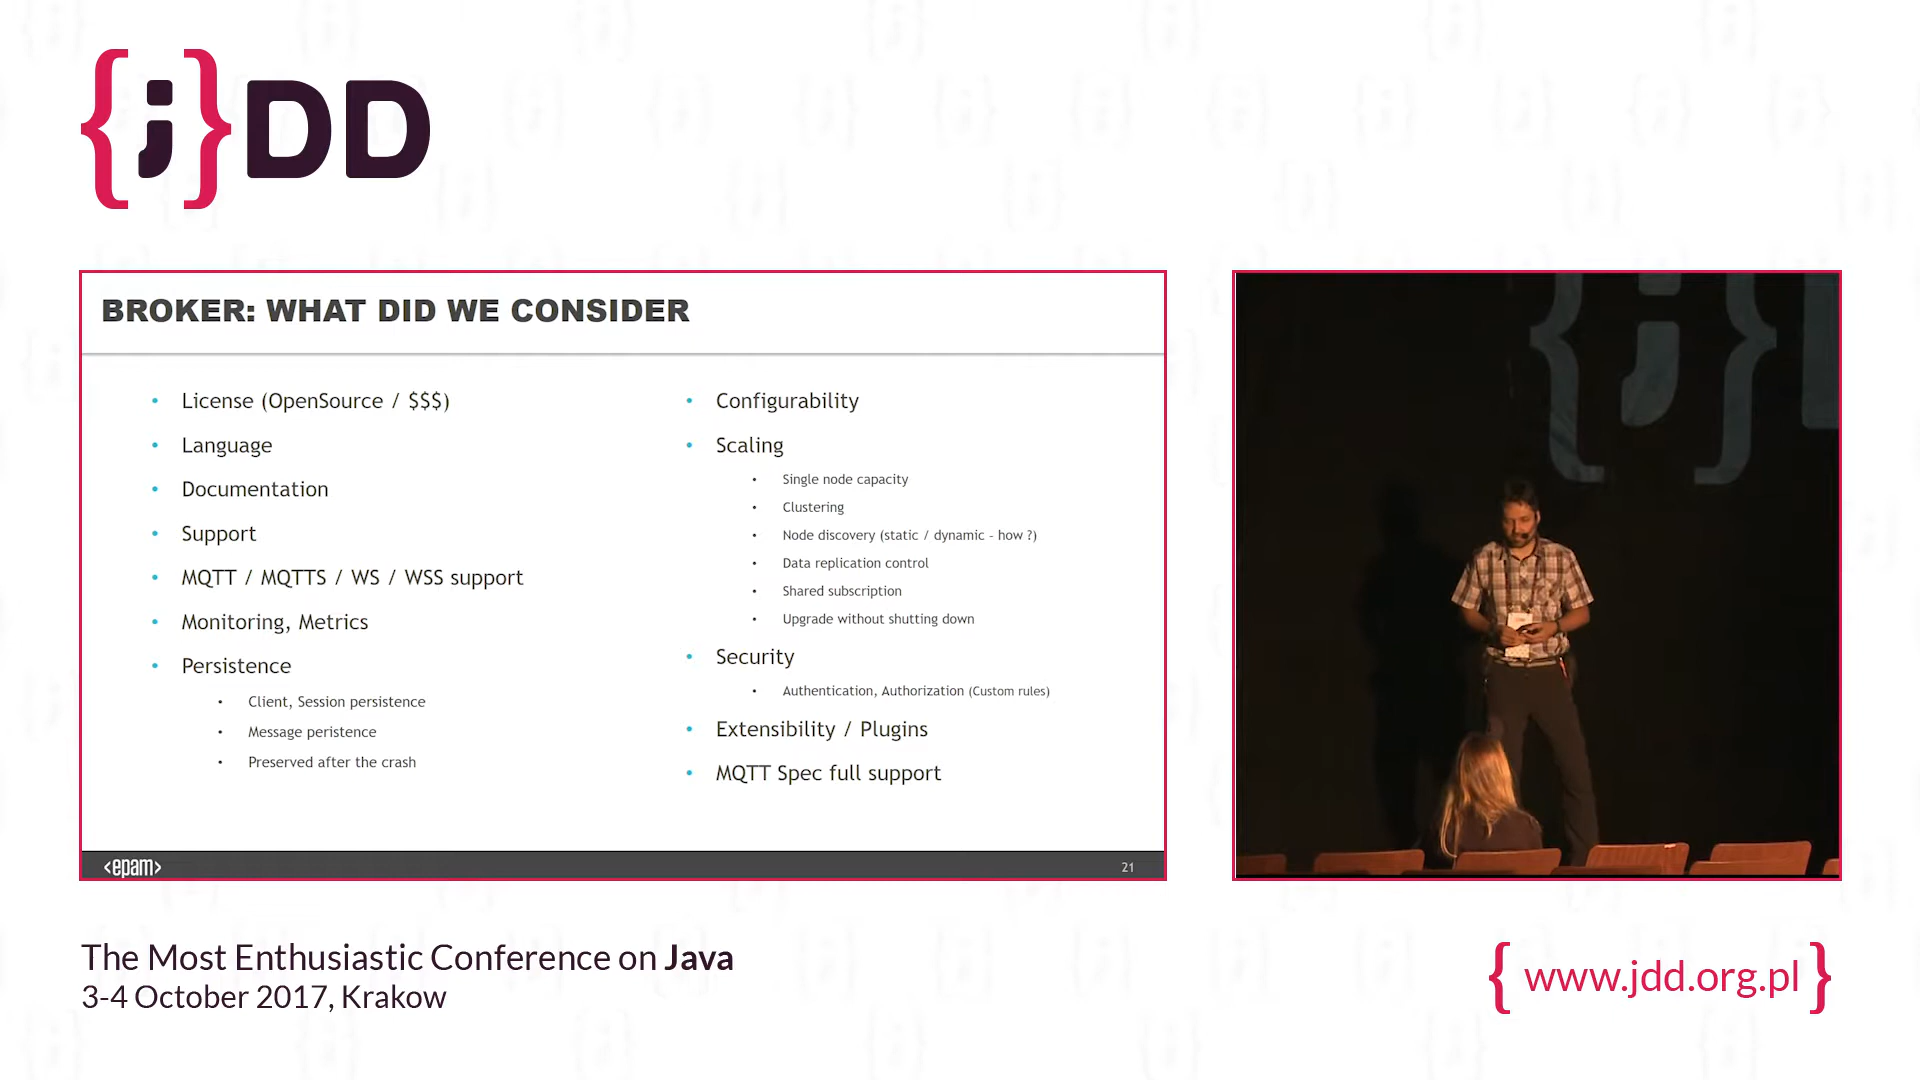 {;}DD
BROKER: WHAT DID WE CONSIDER
• License (OpenSource / $$$)
• Language
• Documentation
• Support
• MQTT / MQTTS / WS / WSS support
• Monitoring, Metrics
• Persistence
• Client, Session persistence
• Message peristence
• Preserved after the crash
• Configurability
• Scaling
• Single node capacity
• Clustering
• Node discovery (static / dynamic - how ?)
• Data replication control
• Shared subscription
• Upgrade without shutting down
• Security
• Authentication, Authorization (Custom rules)
• Extensibility / Plugins
• MQTT Spec full support
<epam>
21
The Most Enthusiastic Conference on Java
3-4 October 2017, Krakow
{ www.jdd.org.pl }